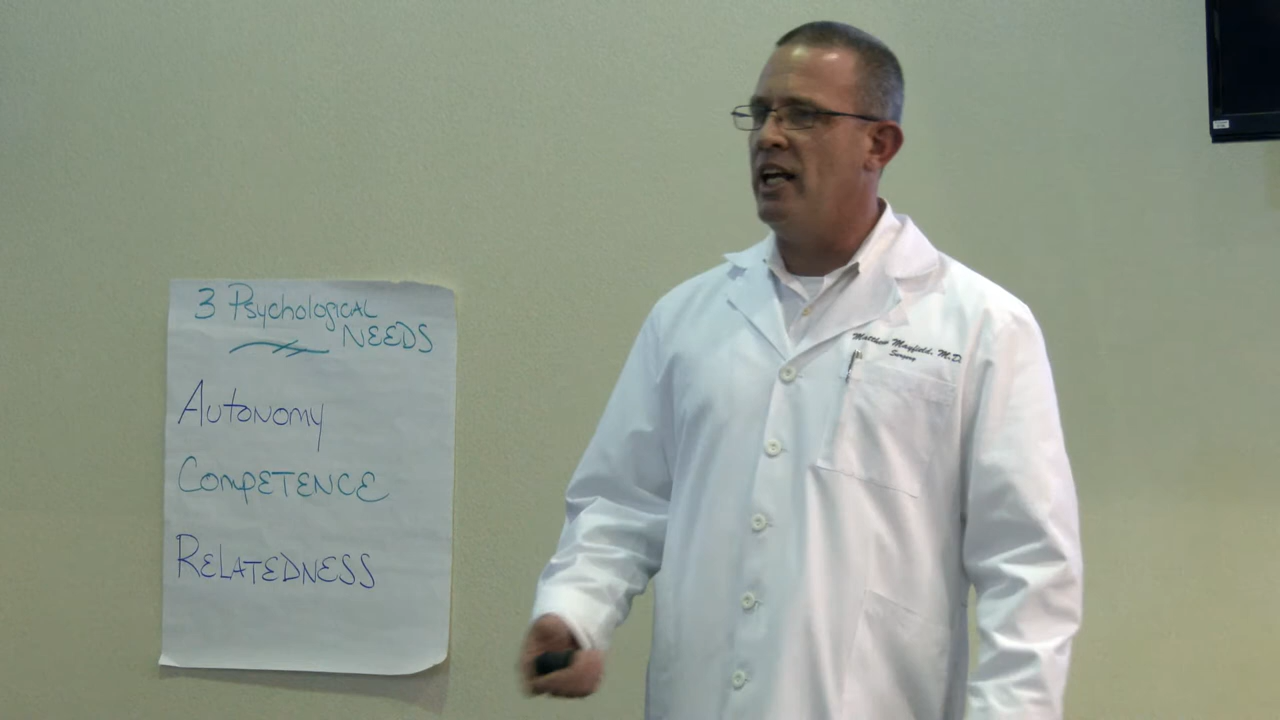 3 Psychological
NEEDS
Autonomy
Competence
Relatedness
Matthew Mayfield, M.D.
Surgery